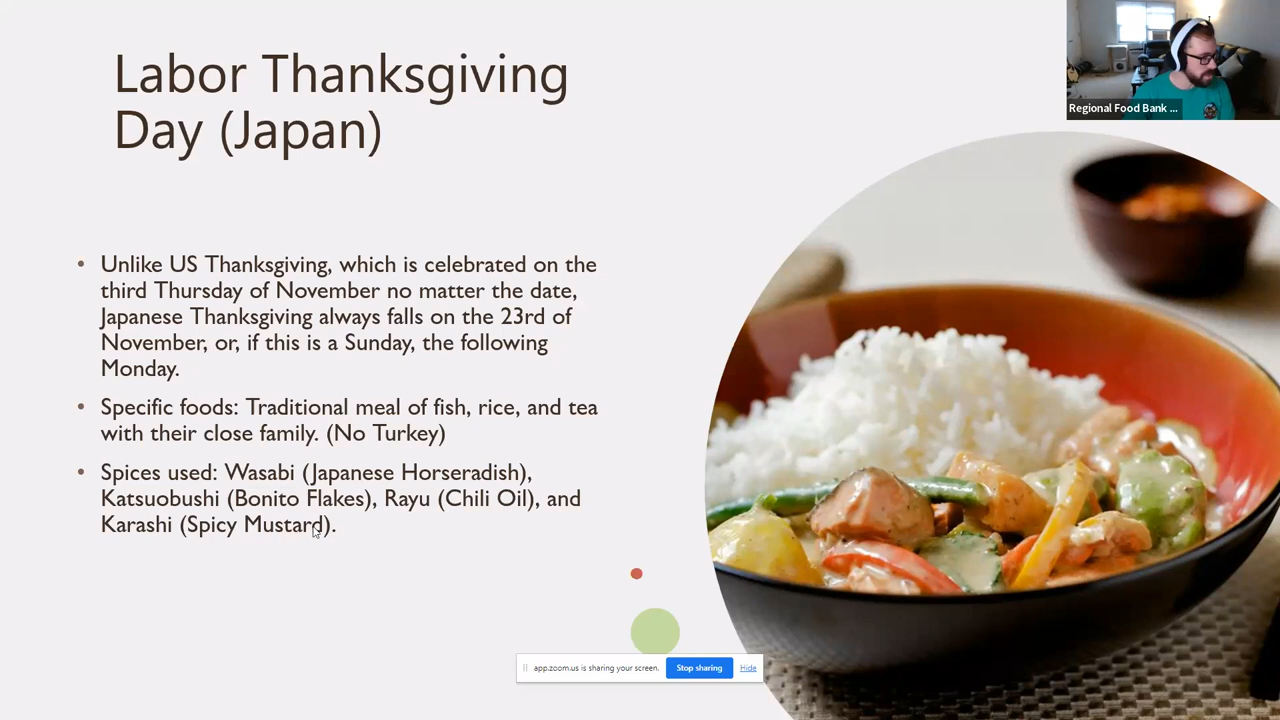 Labor Thanksgiving
Day (Japan)
Regional Food Bank ...
• Unlike US Thanksgiving, which is celebrated on the
third Thursday of November no matter the date,
Japanese Thanksgiving always falls on the 23rd of
November, or, if this is a Sunday, the following
Monday.
• Specific foods: Traditional meal of fish, rice, and tea
with their close family. (No Turkey)
• Spices used: Wasabi (Japanese Horseradish),
Katsuobushi (Bonito Flakes), Rayu (Chili Oil), and
Karashi (Spicy Mustard).
app.zoom.us is sharing your screen.
Stop sharing
Hide